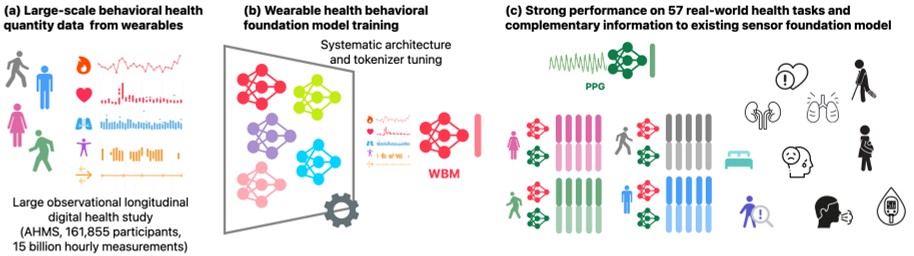 (a) Large-scale behavioral health
quantity data from wearables
Large observational longitudinal
digital health study
(AHMS, 161,855 participants,
15 billion hourly measurements)
(b) Wearable health behavioral
foundation model training
Systematic architecture
and tokenizer tuning
WBM
(c) Strong performance on 57 real-world health tasks and
complementary information to existing sensor foundation model
PPG